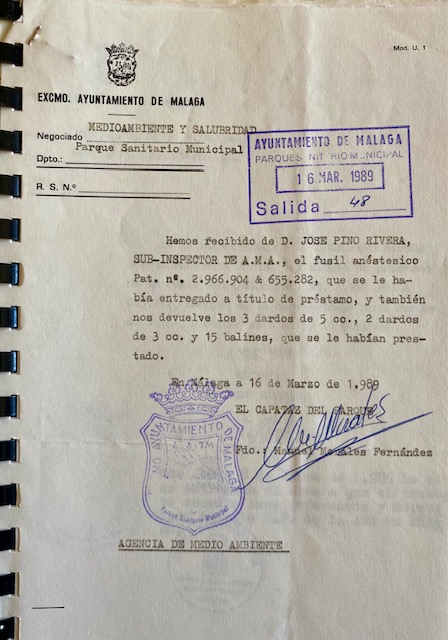 Mod. U. 1
EXCMO. AYUNTAMIENTO DE MALAGA
MEDIOAMBIENTE Y SALUBRIDAD
Negociado
Parque Sanitario Municipal
Dpto.:
R. S. N.º
AYUNTAMIENTO DE MALAGA
PARQUE SANITARIO MUNICIPAL
16 MAR. 1989
Salida 48
Hemos recibido de D. JOSE PINO RIVERA,
SUB-INSPECTOR DE A.M.A., el fusil anéstesico
Pat. nº. 2.966.904 & 655.282, que se le ha-
bía entregado a título de préstamo, y también
nos devuelve los 3 dardos de 5 cc., 2 dardos
de 3 cc. y 15 balines, que se le habían pres-
tado.
En Málaga a 16 de Marzo de 1.989
EL CAPATAZ DEL PARQUE
Fdo.: Manuel Morales Fernández
AYUNTAMIENTO DE MALAGA
Parque Sanitario Municipal
AGENCIA DE MEDIO AMBIENTE